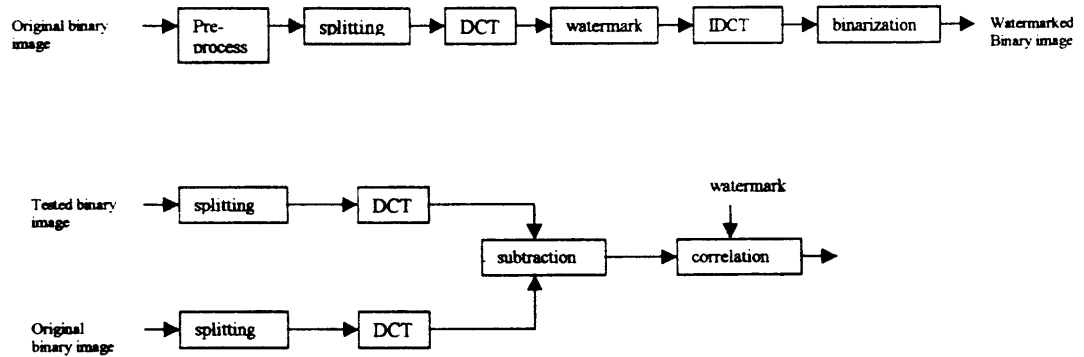 Original binary
image
Pre-
process
splitting
DCT
watermark
IDCT
binarization
Watermarked
Binary image
Tested binary
image
splitting
DCT
watermark
subtraction
correlation
Original
binary image
splitting
DCT